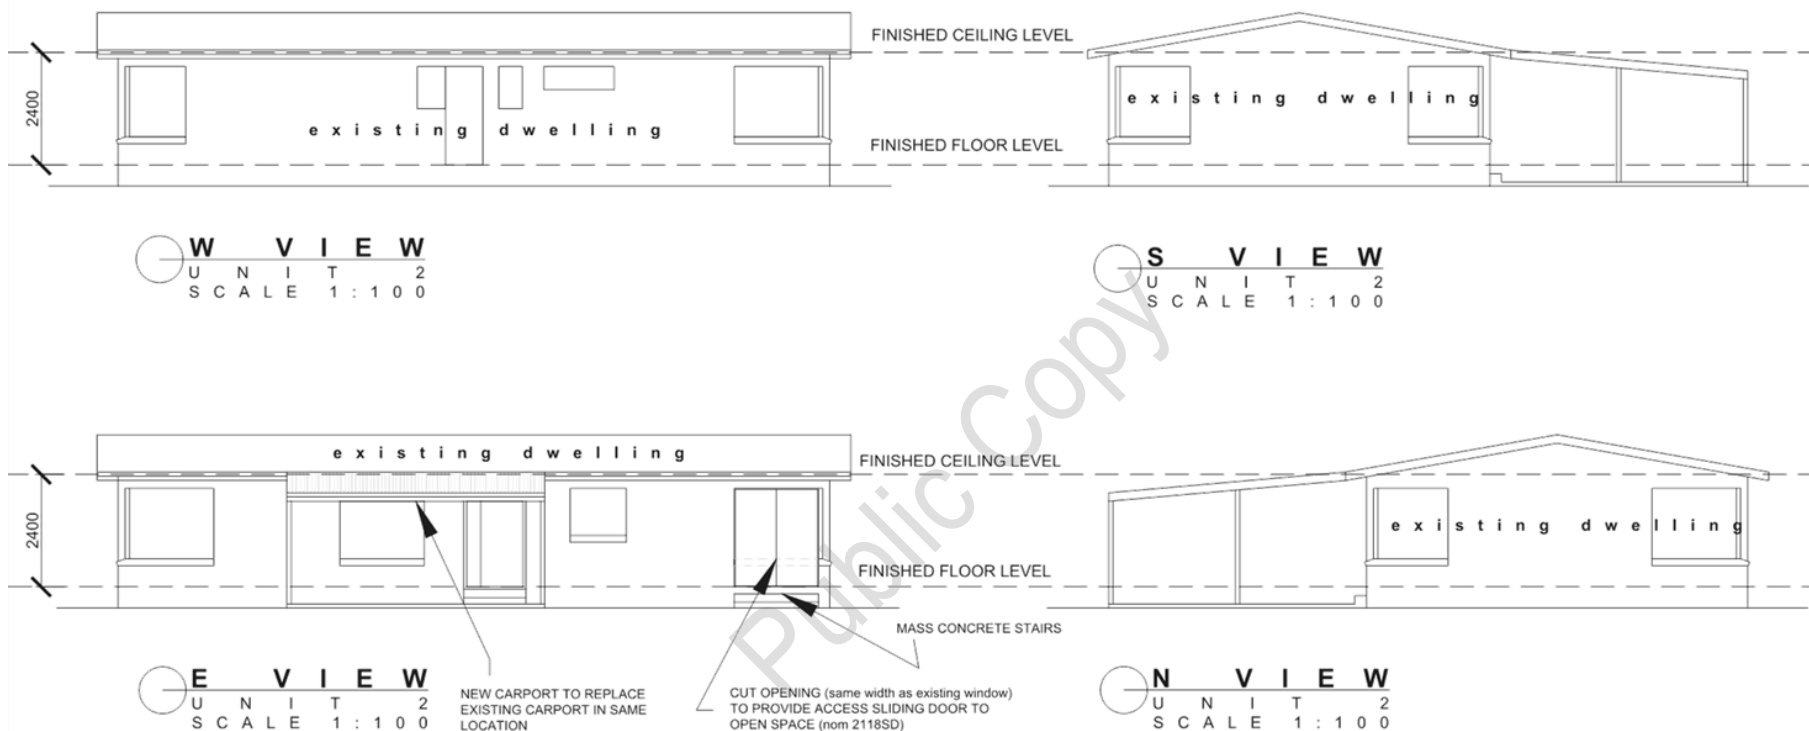 FINISHED CEILING LEVEL
2400
existing dwelling
existing dwelling
FINISHED FLOOR LEVEL
W VIEW
UNIT 2
SCALE 1:100
S VIEW
UNIT 2
SCALE 1:100
Public Copy
existing dwelling
FINISHED CEILING LEVEL
2400
existing dwelling
FINISHED FLOOR LEVEL
MASS CONCRETE STAIRS
E VIEW
UNIT 2
SCALE 1:100
NEW CARPORT TO REPLACE
EXISTING CARPORT IN SAME
LOCATION
CUT OPENING (same width as existing window)
TO PROVIDE ACCESS SLIDING DOOR TO
OPEN SPACE (nom 2118SD)
N VIEW
UNIT 2
SCALE 1:100